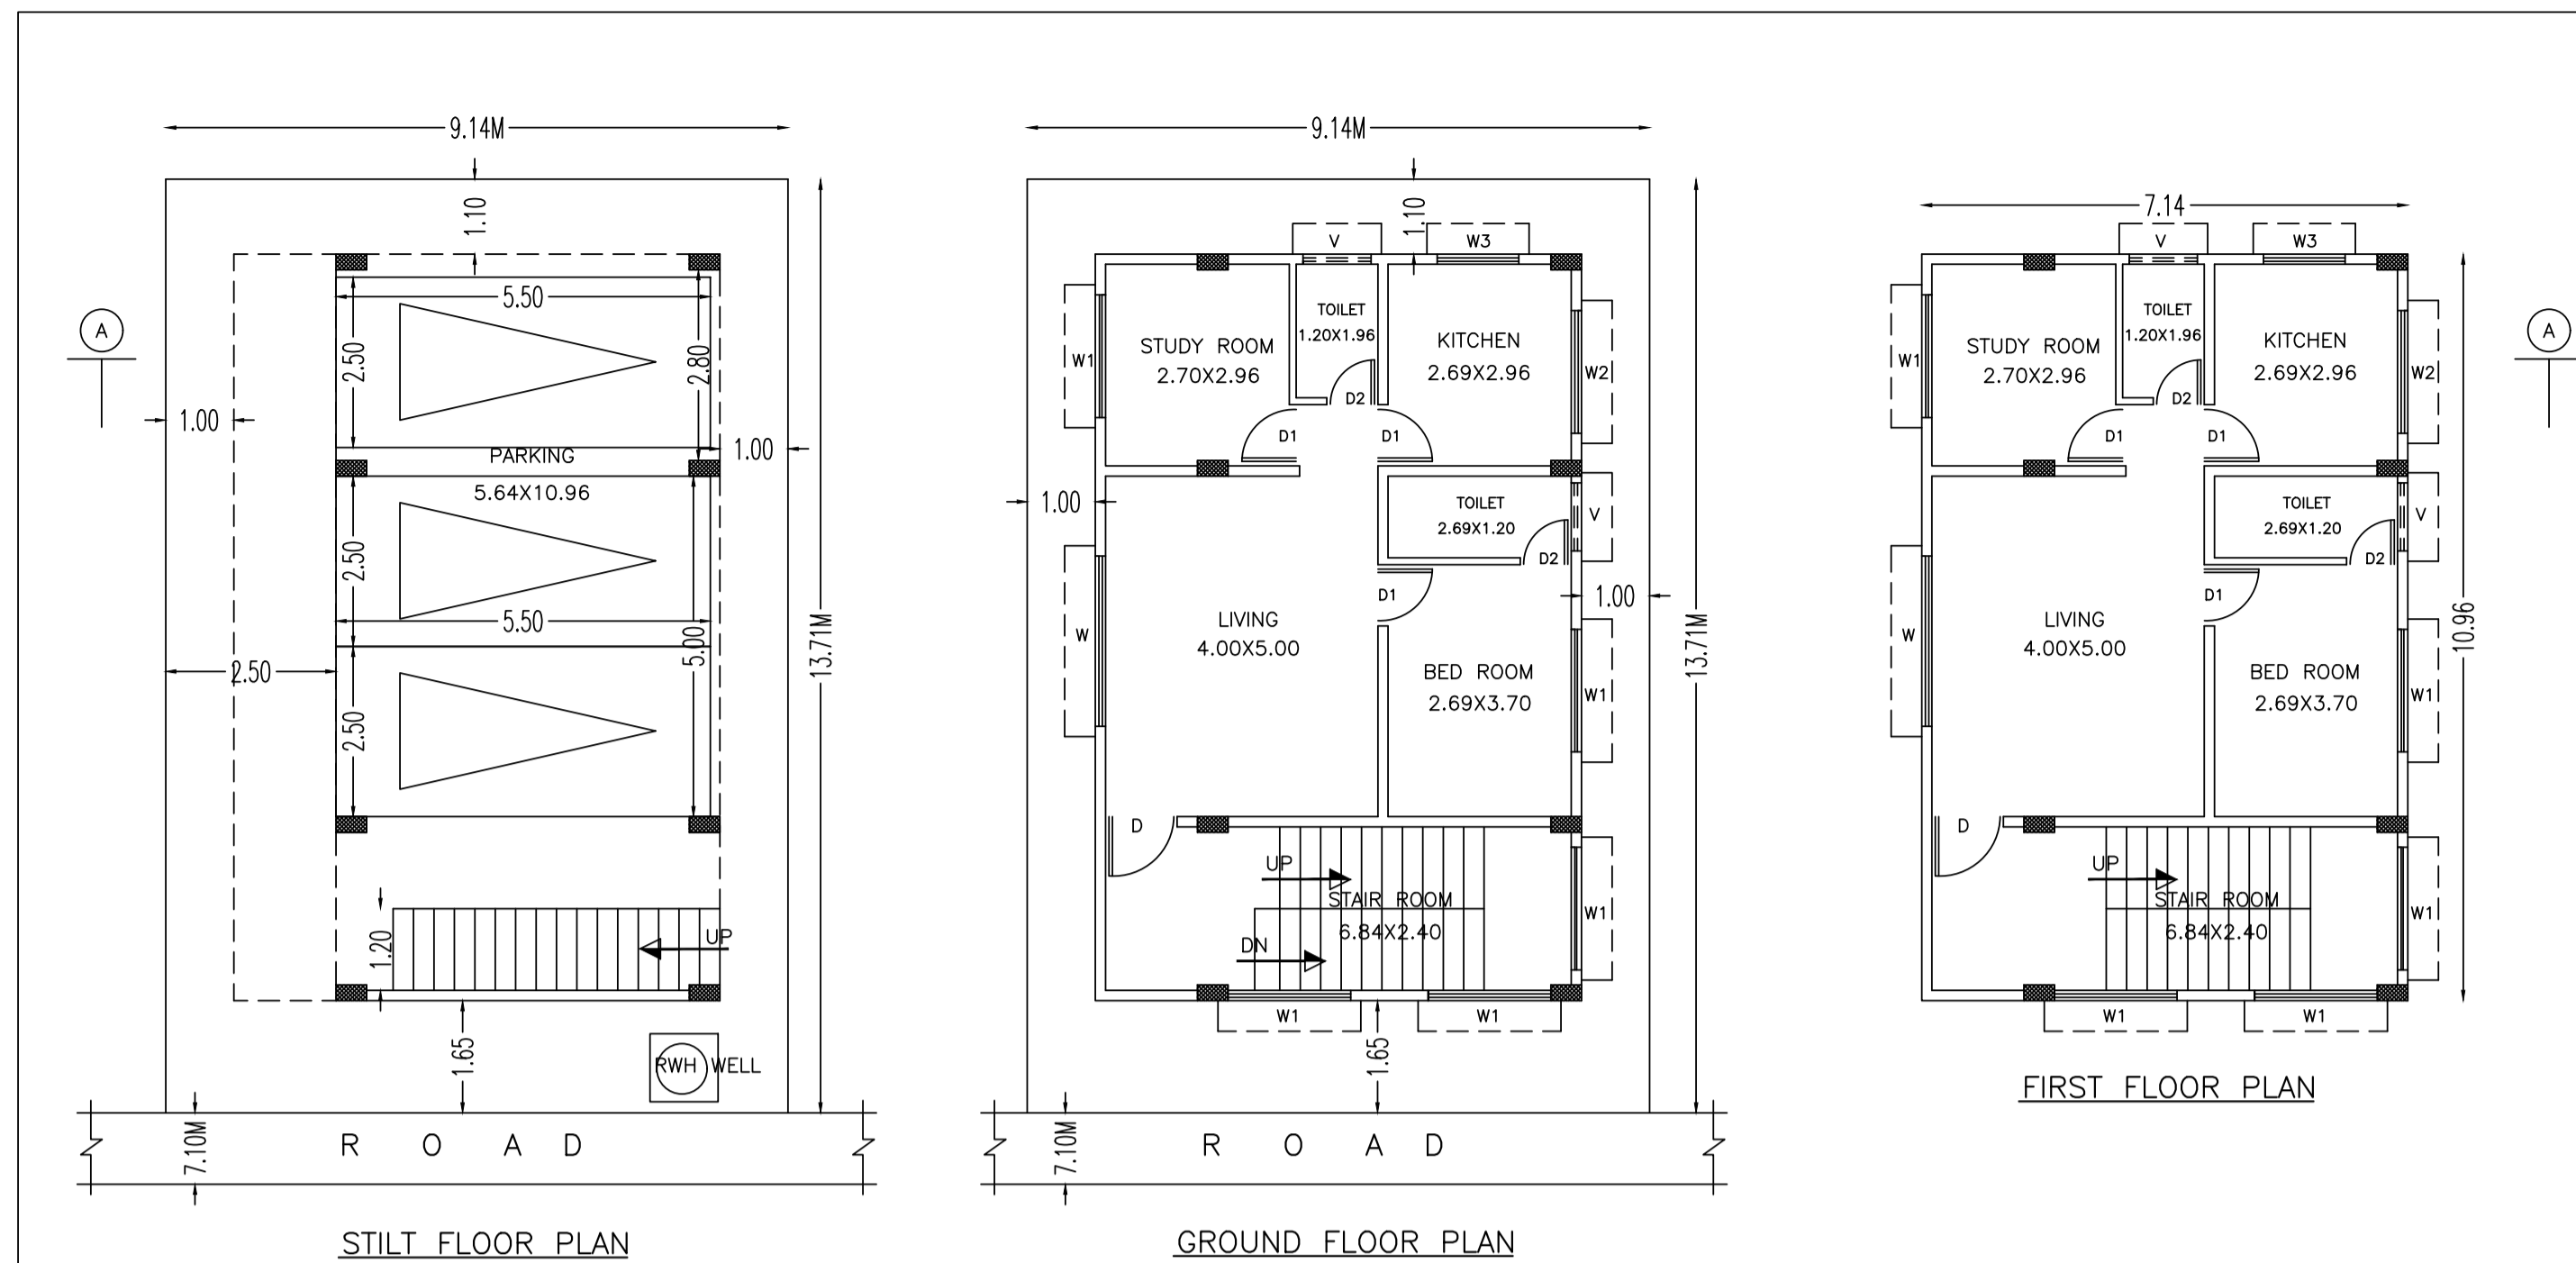 9.14M
1.10
5.50
2.50
2.80
A
1.00
1.00
PARKING
5.64X10.96
2.50
5.50
5.00
2.50
2.50
13.71M
1.20
UP
1.65
RWH WELL
7.10M
R O A D
STILT FLOOR PLAN
9.14M
1.10
V
W3
TOILET
1.20X1.96
STUDY ROOM
2.70X2.96
KITCHEN
2.69X2.96
W1
W2
D2
D1
D1
1.00
TOILET
2.69X1.20
V
D2
D1
1.00
LIVING
4.00X5.00
W
BED ROOM
2.69X3.70
W1
13.71M
D
UP
STAIR ROOM
6.84X2.40
DN
W1
W1
W1
1.65
7.10M
R O A D
GROUND FLOOR PLAN
7.14
V
W3
TOILET
1.20X1.96
STUDY ROOM
2.70X2.96
KITCHEN
2.69X2.96
W1
W2
A
D2
D1
D1
TOILET
2.69X1.20
V
D2
D1
LIVING
4.00X5.00
W
BED ROOM
2.69X3.70
W1
10.96
D
UP
STAIR ROOM
6.84X2.40
W1
W1
W1
FIRST FLOOR PLAN